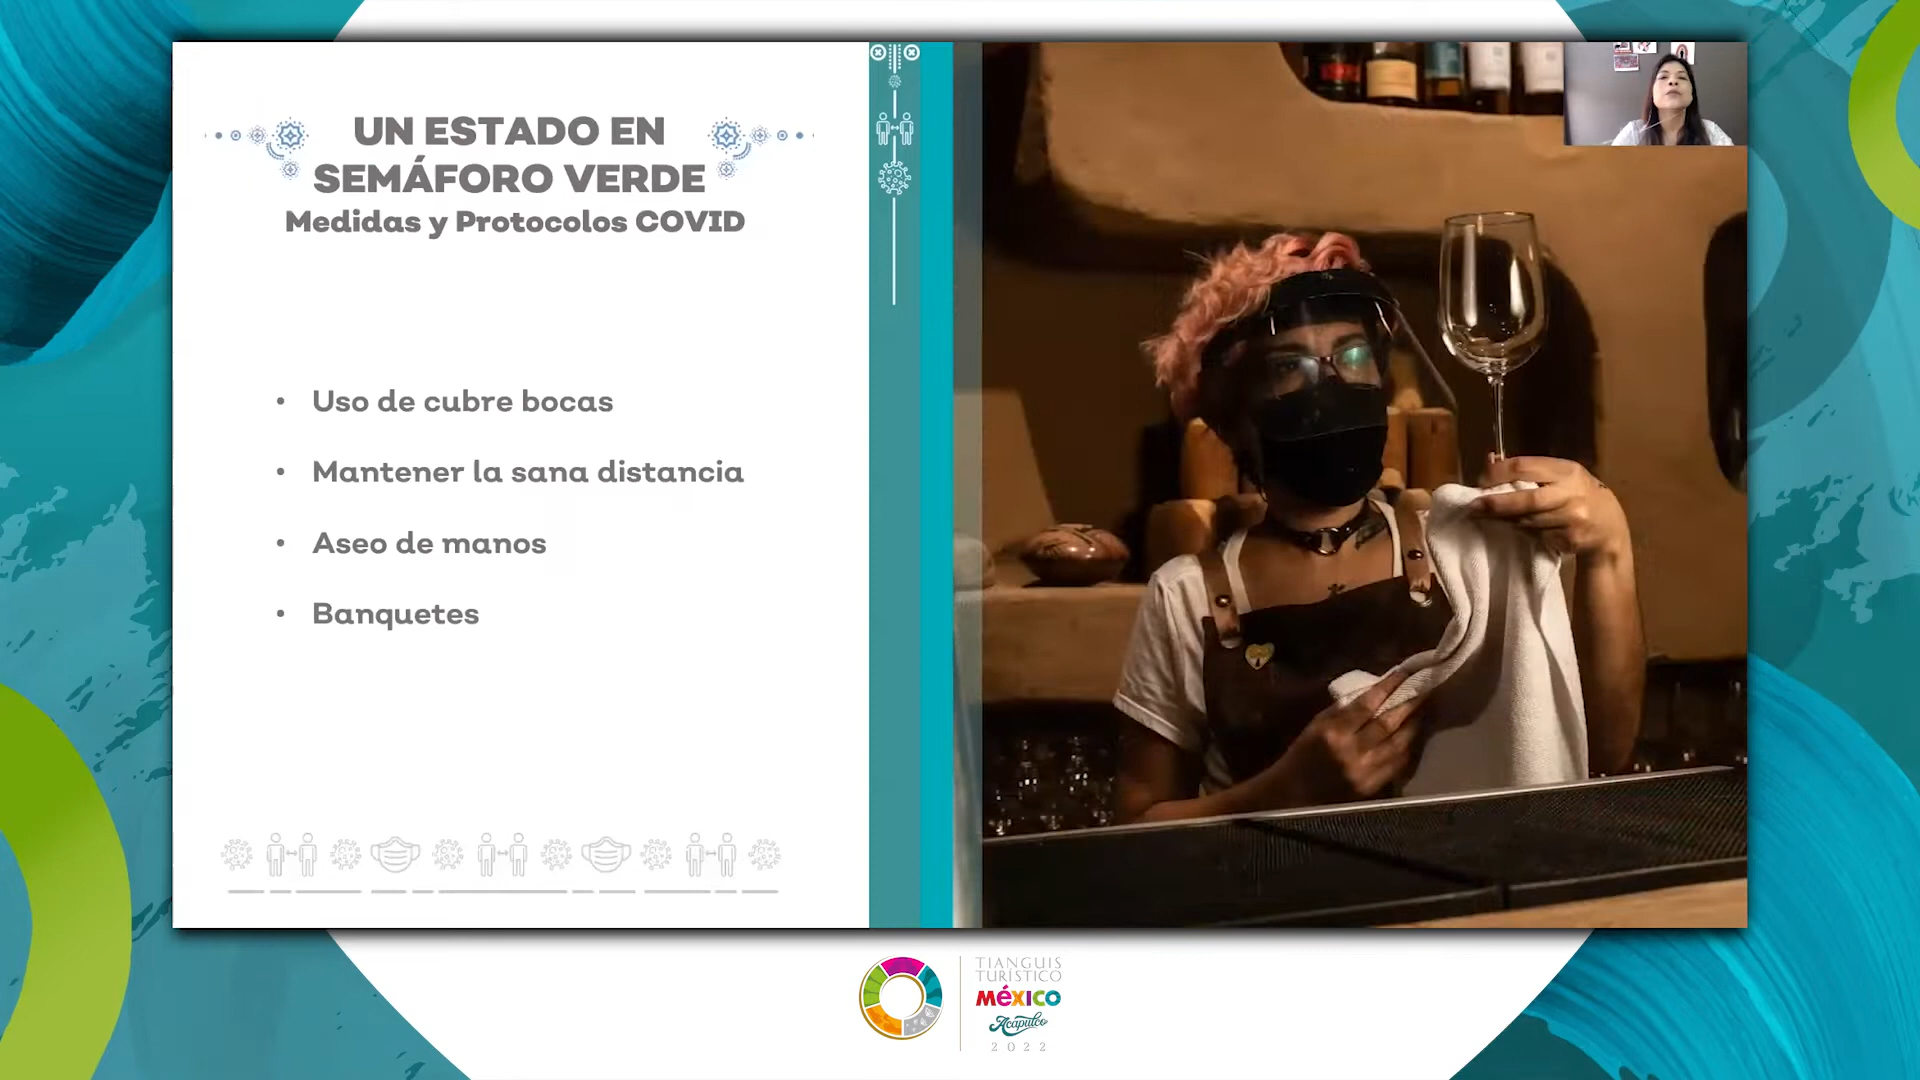 UN ESTADO EN
SEMÁFORO VERDE
Medidas y Protocolos COVID
• Uso de cubre bocas
• Mantener la sana distancia
• Aseo de manos
• Banquetes
TIANGUIS
TURÍSTICO
MÉXICO
Acapulco
2022